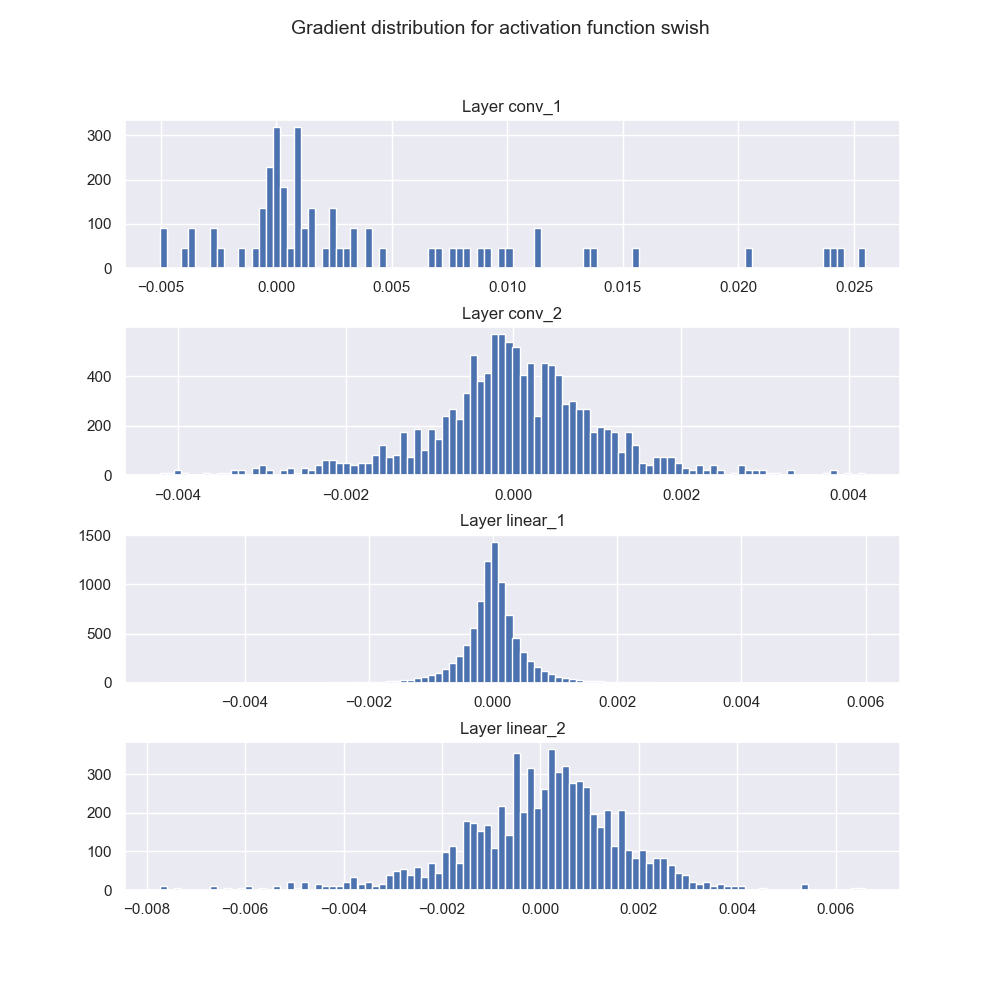 Gradient distribution for activation function swish
Layer conv_1
300
200
100
0
−0.005 0.000 0.005 0.010 0.015 0.020 0.025
Layer conv_2
400
200
0
−0.004 −0.002 0.000 0.002 0.004
Layer linear_1
1500
1000
500
0
−0.004 −0.002 0.000 0.002 0.004 0.006
Layer linear_2
300
200
100
0
−0.008 −0.006 −0.004 −0.002 0.000 0.002 0.004 0.006